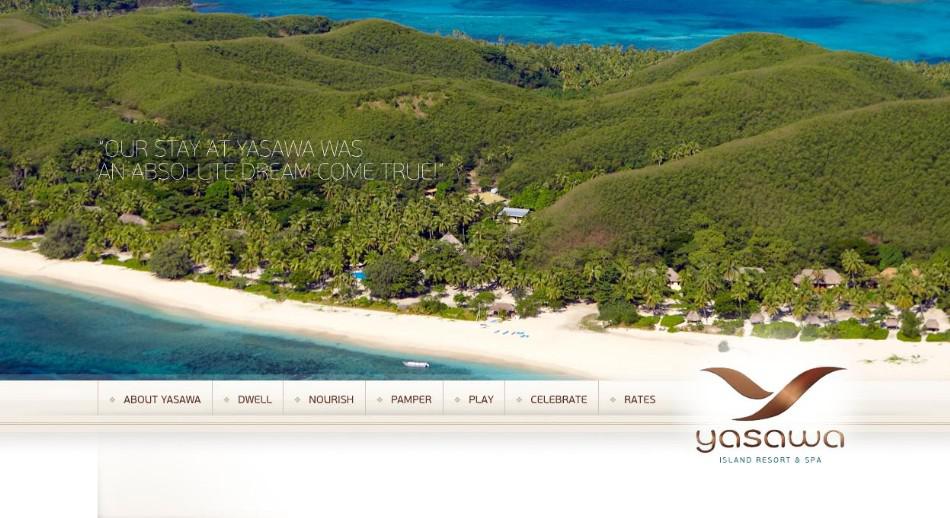 "OUR STAY AT YASAWA WAS
AN ABSOLUTE DREAM COME TRUE!"
ABOUT YASAWA
DWELL
NOURISH
PAMPER
PLAY
CELEBRATE
RATES
yasawa
ISLAND RESORT & SPA